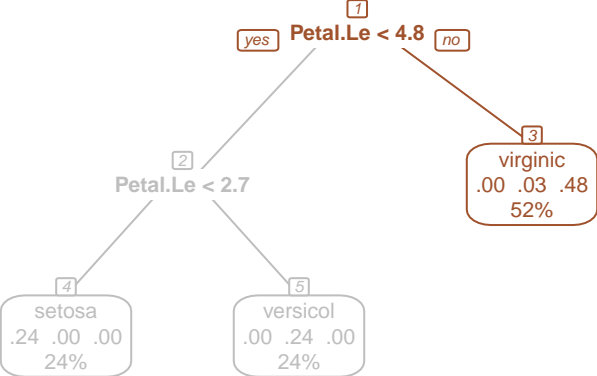 1
yes Petal.Le < 4.8 no
2
Petal.Le < 2.7
3
virginic
.00 .03 .48
52%
4
setosa
.24 .00 .00
24%
5
versicol
.00 .24 .00
24%